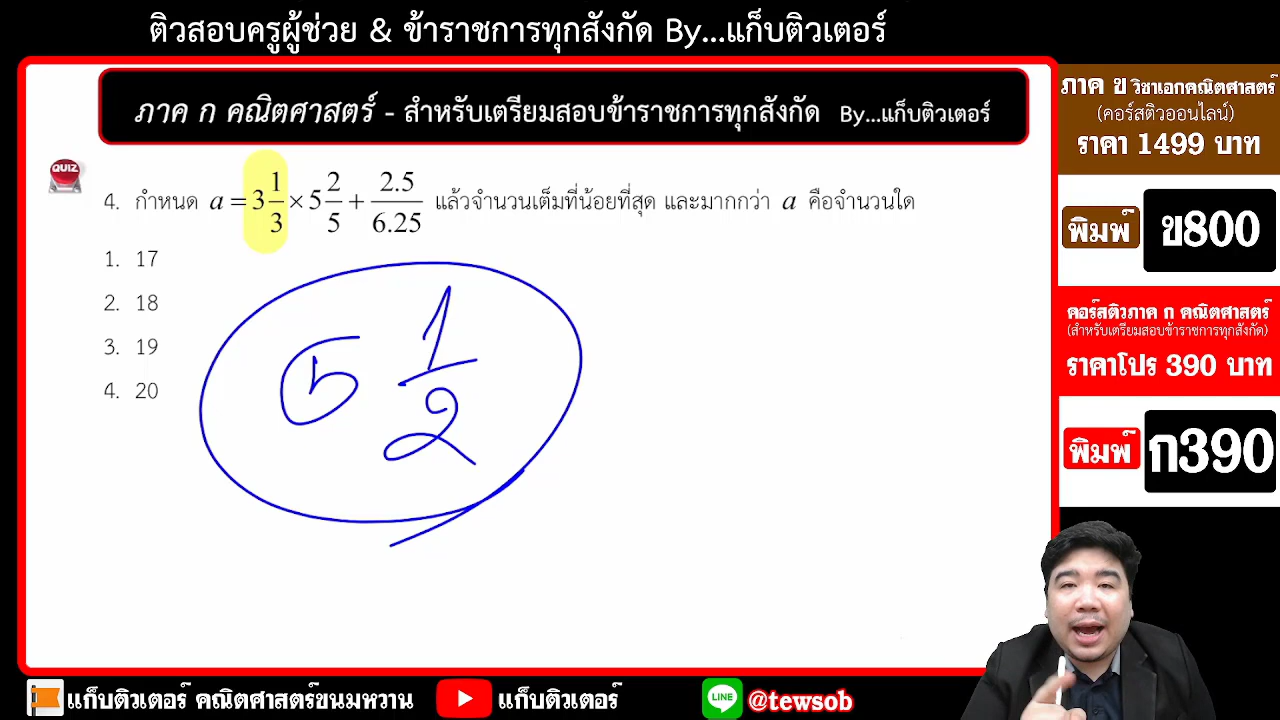 ติวสอบครูผู้ช่วย & ข้าราชการทุกสังกัด By...แก็บติวเตอร์
ภาค ก คณิตศาสตร์ - สำหรับเตรียมสอบข้าราชการทุกสังกัด By...แก็บติวเตอร์
QUIZ
4. กำหนด a = 3 1/3 × 5 2/5 + 2.5/6.25 แล้วจำนวนเต็มที่น้อยที่สุด และมากกว่า a คือจำนวนใด
1. 17
2. 18
3. 19
4. 20
5 1/2
ภาค ข วิชาเอกคณิตศาสตร์
(คอร์สติวออนไลน์)
ราคา 1499 บาท
พิมพ์ ข800
คอร์สติวภาค ก คณิตศาสตร์
(สำหรับเตรียมสอบข้าราชการทุกสังกัด)
ราคาโปร 390 บาท
พิมพ์ ก390
แก็บติวเตอร์ คณิตศาสตร์ขนมหวาน แก็บติวเตอร์ LINE @tewsob